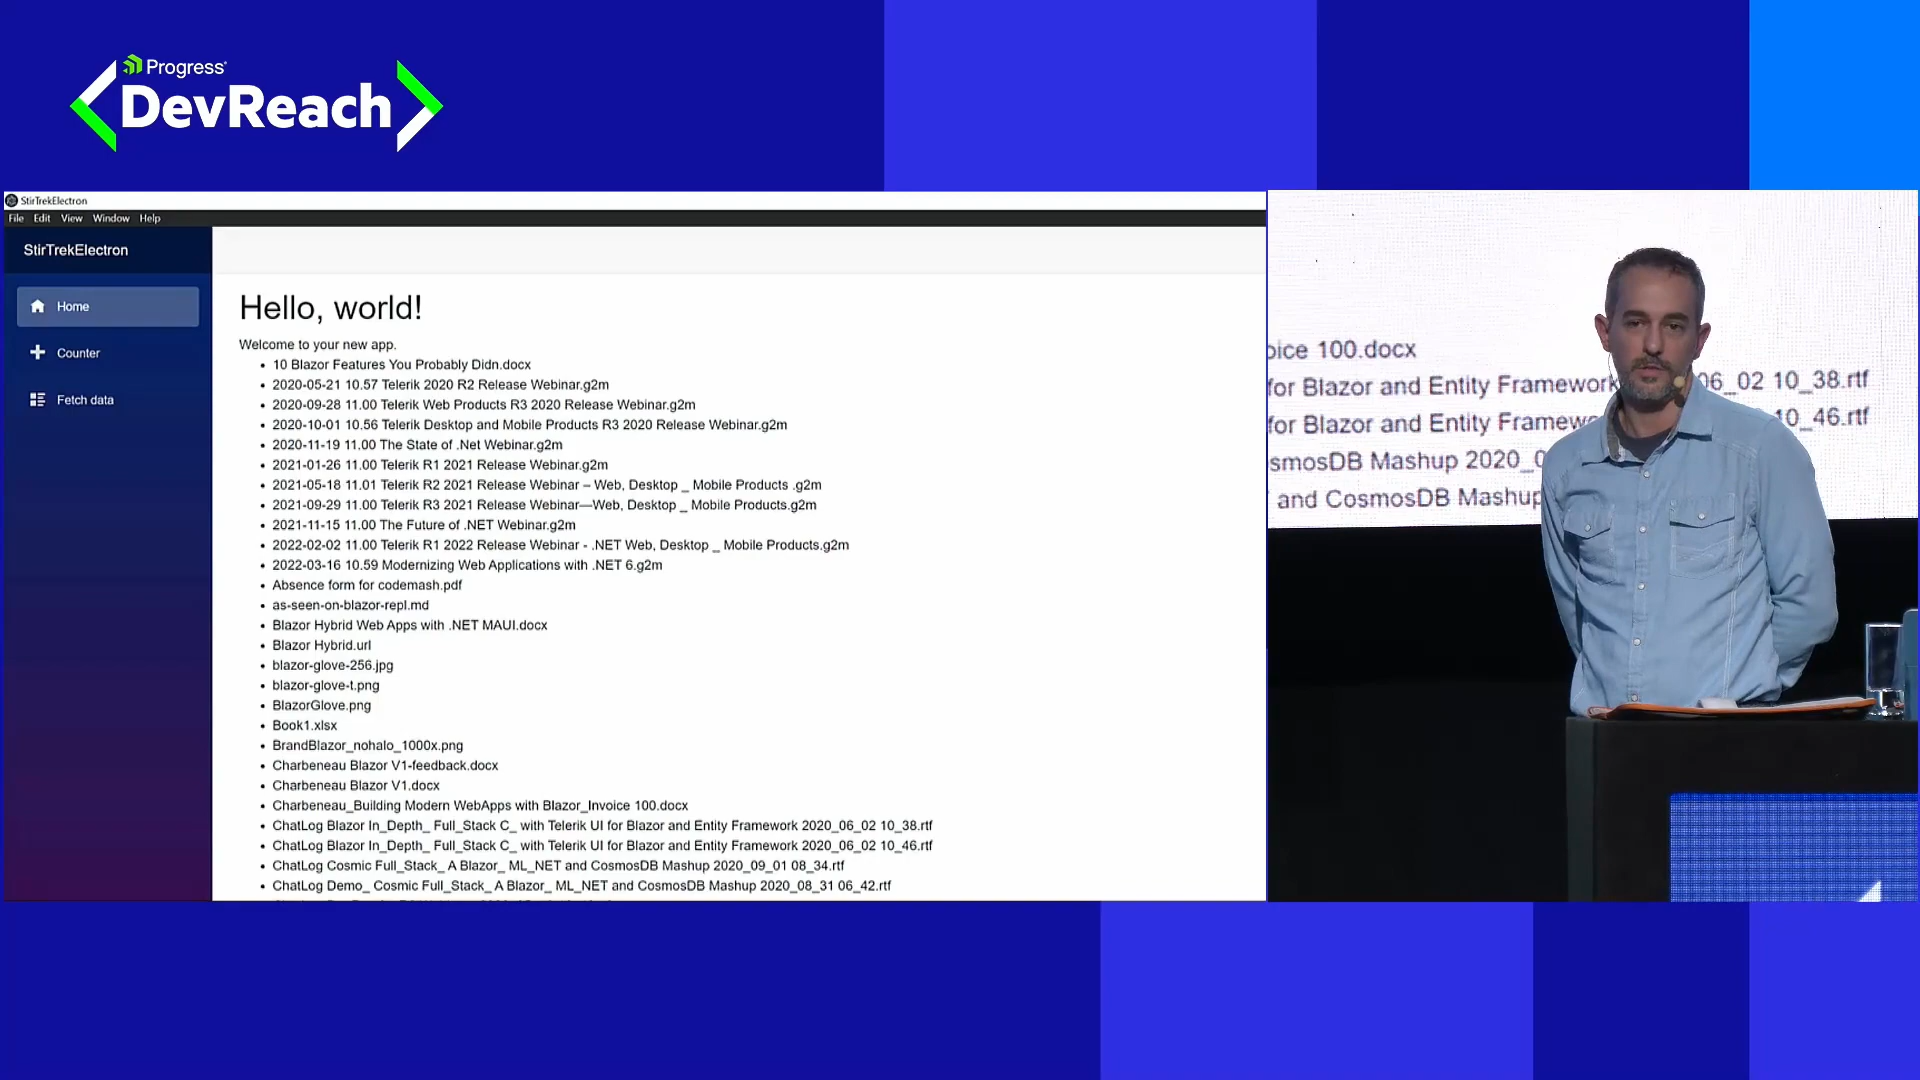 Progress
DevReach
StirTrekElectron
File Edit View Window Help
StirTrekElectron
Home
Counter
Fetch data
Hello, world!
Welcome to your new app.
• 10 Blazor Features You Probably Didn.docx
• 2020-05-21 10.57 Telerik 2020 R2 Release Webinar.g2m
• 2020-09-28 11.00 Telerik Web Products R3 2020 Release Webinar.g2m
• 2020-10-01 10.56 Telerik Desktop and Mobile Products R3 2020 Release Webinar.g2m
• 2020-11-19 11.00 The State of .Net Webinar.g2m
• 2021-01-26 11.00 Telerik R1 2021 Release Webinar.g2m
• 2021-05-18 11.01 Telerik R2 2021 Release Webinar – Web, Desktop _ Mobile Products .g2m
• 2021-09-29 11.00 Telerik R3 2021 Release Webinar—Web, Desktop _ Mobile Products.g2m
• 2021-11-15 11.00 The Future of .NET Webinar.g2m
• 2022-02-02 11.00 Telerik R1 2022 Release Webinar - .NET Web, Desktop _ Mobile Products.g2m
• 2022-03-16 10.59 Modernizing Web Applications with .NET 6.g2m
• Absence form for codemash.pdf
• as-seen-on-blazor-repl.md
• Blazor Hybrid Web Apps with .NET MAUI.docx
• Blazor Hybrid.url
• blazor-glove-256.jpg
• blazor-glove-t.png
• BlazorGlove.png
• Book1.xlsx
• BrandBlazor_nohalo_1000x.png
• Charbeneau Blazor V1-feedback.docx
• Charbeneau Blazor V1.docx
• Charbeneau_Building Modern WebApps with Blazor_Invoice 100.docx
• ChatLog Blazor In_Depth_ Full_Stack C_ with Telerik UI for Blazor and Entity Framework 2020_06_02 10_38.rtf
• ChatLog Blazor In_Depth_ Full_Stack C_ with Telerik UI for Blazor and Entity Framework 2020_06_02 10_46.rtf
• ChatLog Cosmic Full_Stack_ A Blazor_ ML_NET and CosmosDB Mashup 2020_09_01 08_34.rtf
• ChatLog Demo_ Cosmic Full_Stack_ A Blazor_ ML_NET and CosmosDB Mashup 2020_08_31 06_42.rtf
oice 100.docx
for Blazor and Entity Framework 06_02 10_38.rtf
for Blazor and Entity Framewo 10_46.rtf
smosDB Mashup 2020_0
and CosmosDB Mashup